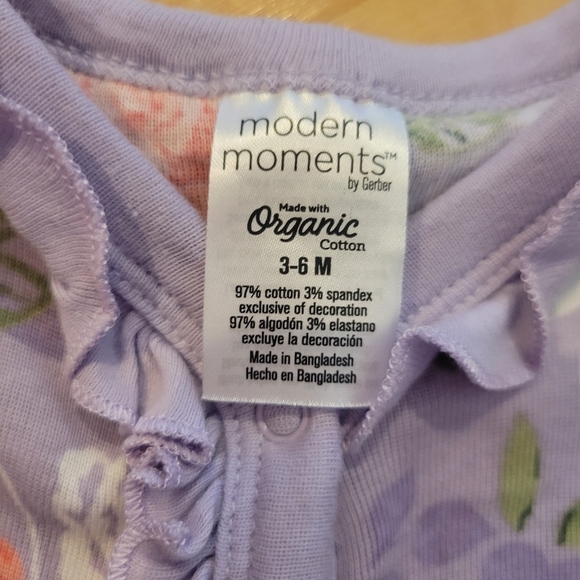 modern
moments™
by Gerber
Made with
Organic
Cotton
3-6 M
97% cotton 3% spandex
exclusive of decoration
97% algodón 3% elastano
excluye la decoración
Made in Bangladesh
Hecho en Bangladesh